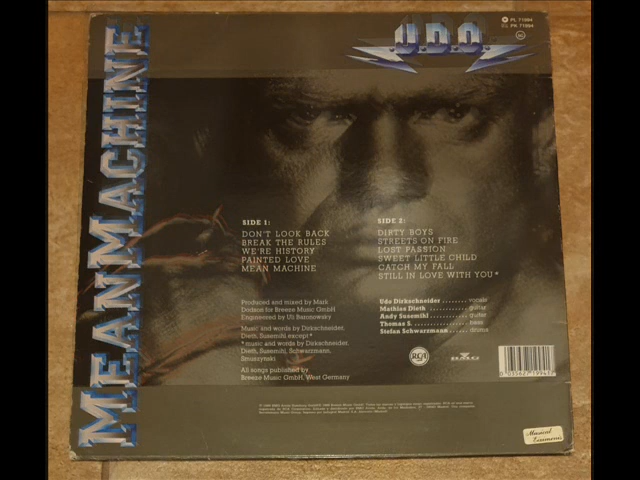 MEANMACHINE
.U.D.O.
PL 71994
PK 71994
SIDE 1:
DON'T LOOK BACK
BREAK THE RULES
WE'RE HISTORY
PAINTED LOVE
MEAN MACHINE
SIDE 2:
DIRTY BOYS
STREETS ON FIRE
LOST PASSION
SWEET LITTLE CHILD
CATCH MY FALL
STILL IN LOVE WITH YOU *
Produced and mixed by Mark
Dodson for Breeze Music GmbH
Engineered by Uli Baronowsky
Music and words by Dirkschneider,
Dieth, Susemihl except *
* music and words by Dirkschneider,
Dieth, Susemihl, Schwarzmann,
Smuszynski
All songs published by
Breeze Music GmbH, West Germany
Udo Dirkschneider ........ vocals
Mathias Dieth ............ guitar
Andy Susemihl ............ guitar
Thomas S. ................ bass
Stefan Schwarzmann ....... drums
RCA
BMG
Musical